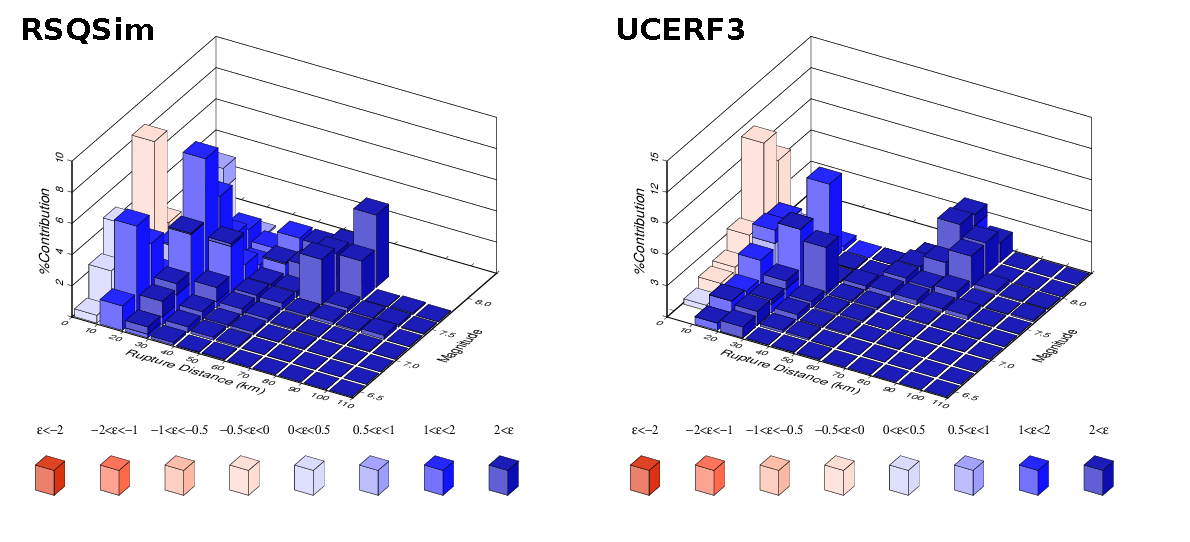 RSQSim
%Contribution
10
8
6
4
2
0
10
20
30
40
50
60
70
80
90
100
110
Rupture Distance (km)
6.5
7.0
7.5
8.0
Magnitude
ε<−2
−2<ε<−1
−1<ε<−0.5
−0.5<ε<0
0<ε<0.5
0.5<ε<1
1<ε<2
2<ε
UCERF3
%Contribution
15
12
9
6
3
0
10
20
30
40
50
60
70
80
90
100
110
Rupture Distance (km)
6.5
7.0
7.5
8.0
Magnitude
ε<−2
−2<ε<−1
−1<ε<−0.5
−0.5<ε<0
0<ε<0.5
0.5<ε<1
1<ε<2
2<ε